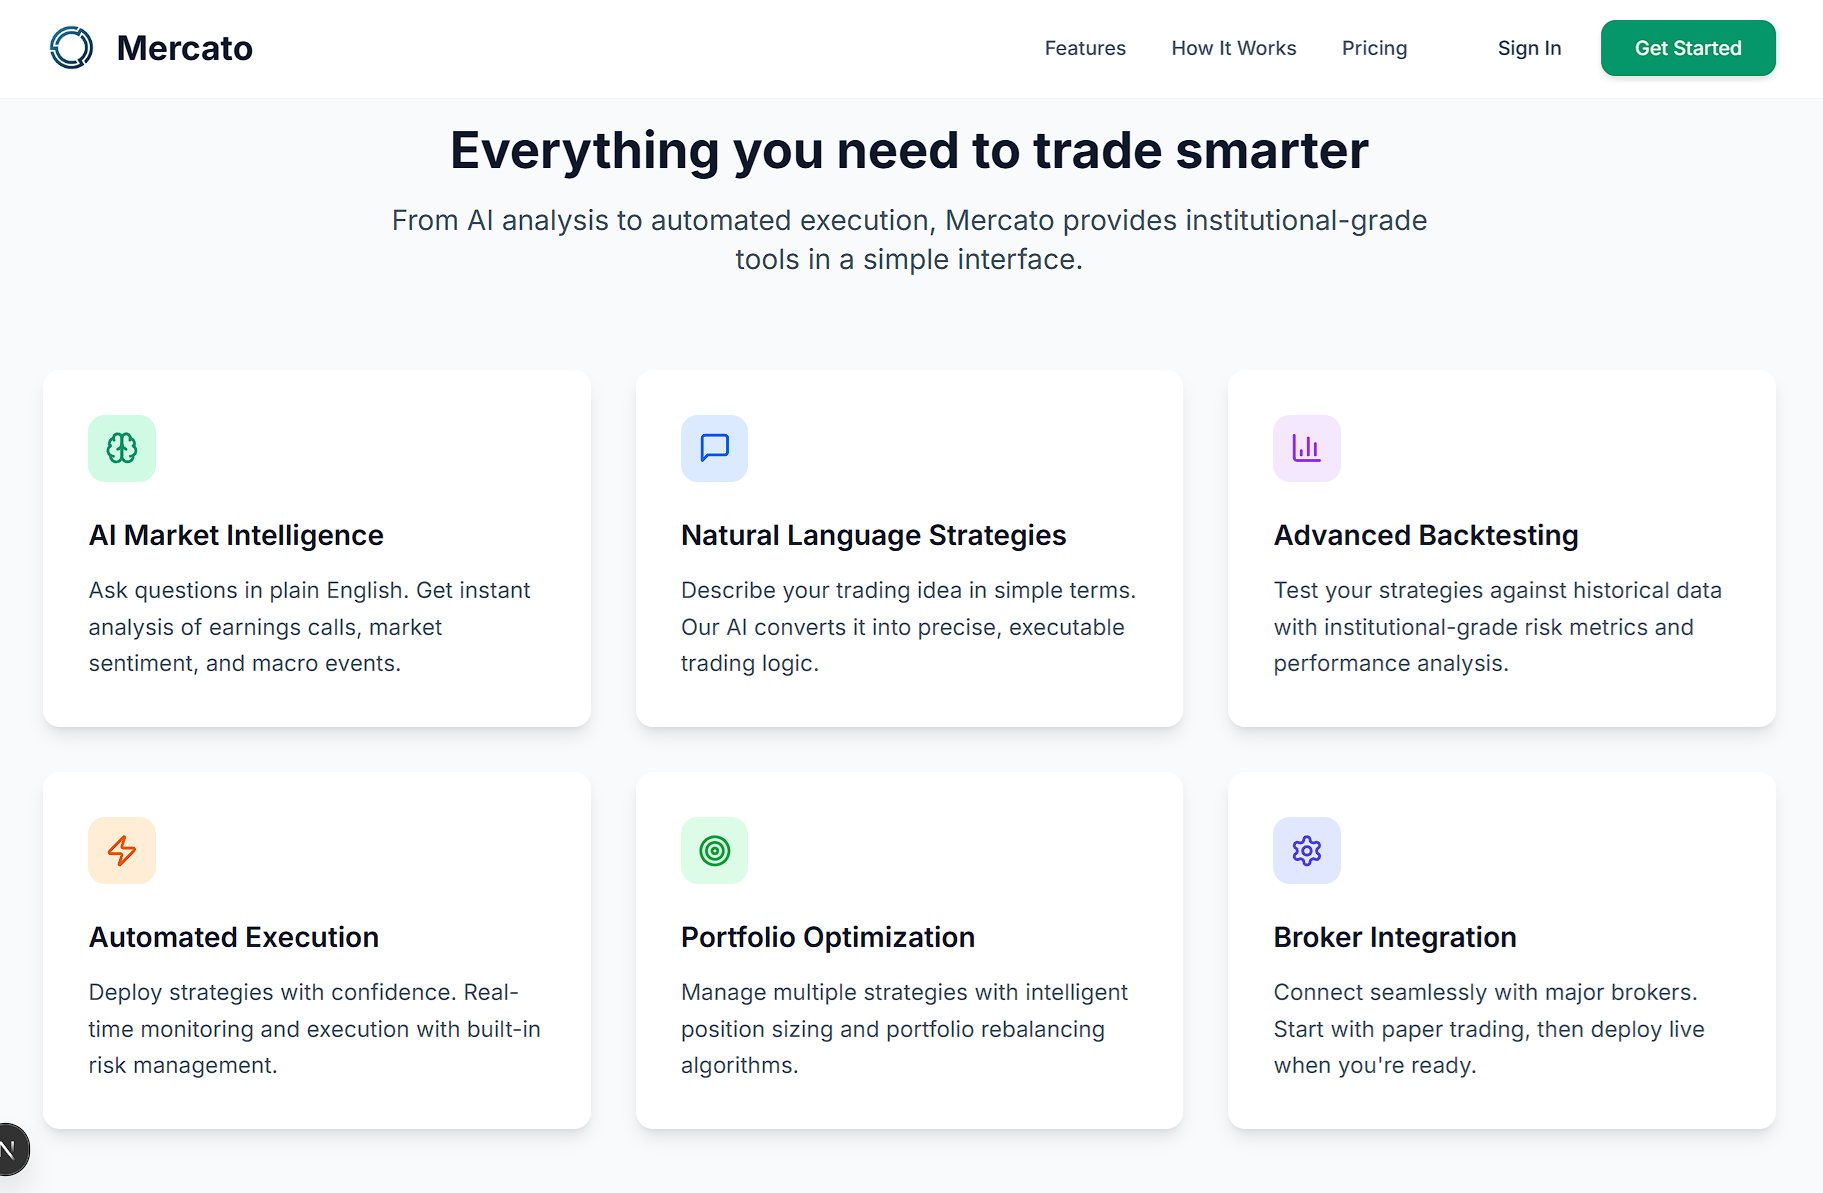 Mercato
Features
How It Works
Pricing
Sign In
Get Started
Everything you need to trade smarter
From AI analysis to automated execution, Mercato provides institutional-grade
tools in a simple interface.
AI Market Intelligence
Ask questions in plain English. Get instant
analysis of earnings calls, market
sentiment, and macro events.
Natural Language Strategies
Describe your trading idea in simple terms.
Our AI converts it into precise, executable
trading logic.
Advanced Backtesting
Test your strategies against historical data
with institutional-grade risk metrics and
performance analysis.
Automated Execution
Deploy strategies with confidence. Real-
time monitoring and execution with built-in
risk management.
Portfolio Optimization
Manage multiple strategies with intelligent
position sizing and portfolio rebalancing
algorithms.
Broker Integration
Connect seamlessly with major brokers.
Start with paper trading, then deploy live
when you're ready.
N